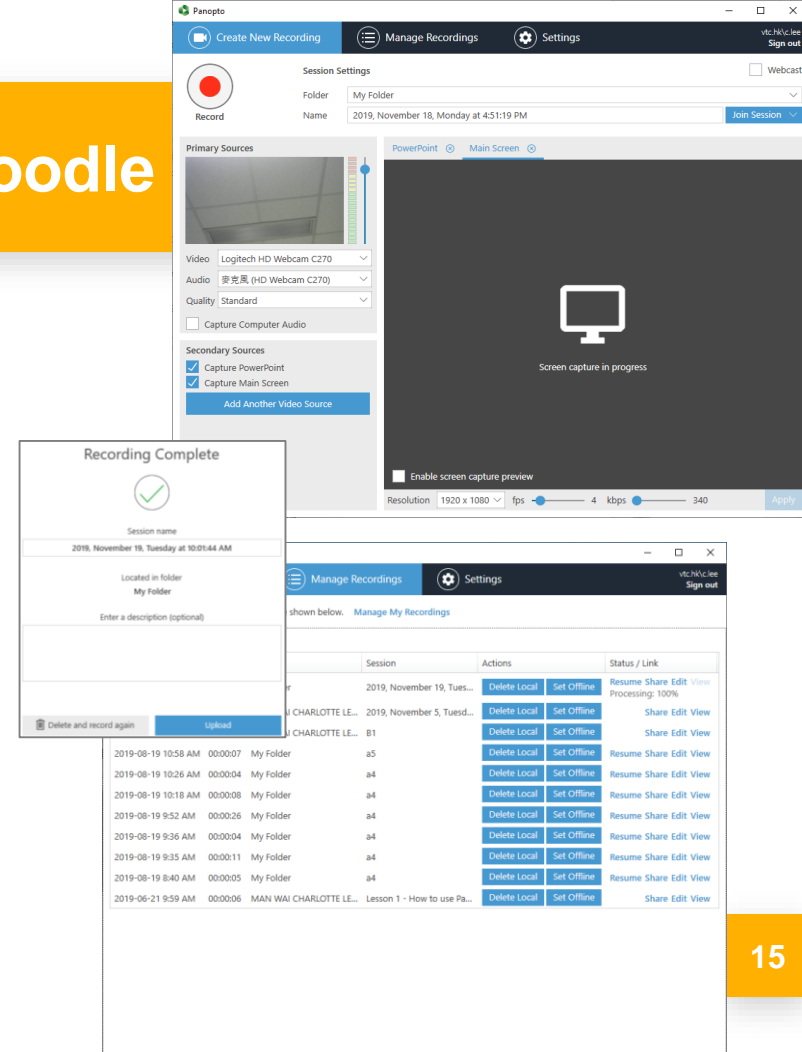 Panopto
Create New Recording
Manage Recordings
Settings
vtc.hk\c.lee
Sign out
Session Settings
Webcast
Folder
My Folder
Record
Name
2019, November 18, Monday at 4:51:19 PM
Join Session
oodle
Primary Sources
PowerPoint
Main Screen
Video
Logitech HD Webcam C270
Audio
麥克風 (HD Webcam C270)
Quality
Standard
Capture Computer Audio
Secondary Sources
Capture PowerPoint
Capture Main Screen
Add Another Video Source
Screen capture in progress
Enable screen capture preview
Resolution 1920 x 1080 fps 4 kbps 340 Apply
Recording Complete
Session name
2019, November 19, Tuesday at 10:01:44 AM
Located in folder
My Folder
Enter a description (optional)
Delete and record again
Upload
Manage Recordings
Settings
vtc.hk\c.lee
Sign out
shown below. Manage My Recordings
Session Actions Status / Link
2019, November 19, Tues... Delete Local Set Offline Resume Share Edit View
Processing: 100%
CHARLOTTE LE... 2019, November 5, Tuesd... Delete Local Set Offline Share Edit View
CHARLOTTE LE... B1 Delete Local Set Offline Share Edit View
2019-08-19 10:58 AM 00:00:07 My Folder a5 Delete Local Set Offline Resume Share Edit View
2019-08-19 10:26 AM 00:00:04 My Folder a4 Delete Local Set Offline Resume Share Edit View
2019-08-19 10:18 AM 00:00:08 My Folder a4 Delete Local Set Offline Resume Share Edit View
2019-08-19 9:52 AM 00:00:26 My Folder a4 Delete Local Set Offline Resume Share Edit View
2019-08-19 9:36 AM 00:00:04 My Folder a4 Delete Local Set Offline Resume Share Edit View
2019-08-19 9:35 AM 00:00:11 My Folder a4 Delete Local Set Offline Resume Share Edit View
2019-08-19 8:40 AM 00:00:05 My Folder a4 Delete Local Set Offline Resume Share Edit View
2019-06-21 9:59 AM 00:00:06 MAN WAI CHARLOTTE LE... Lesson 1 - How to use Pa... Delete Local Set Offline Share Edit View
15